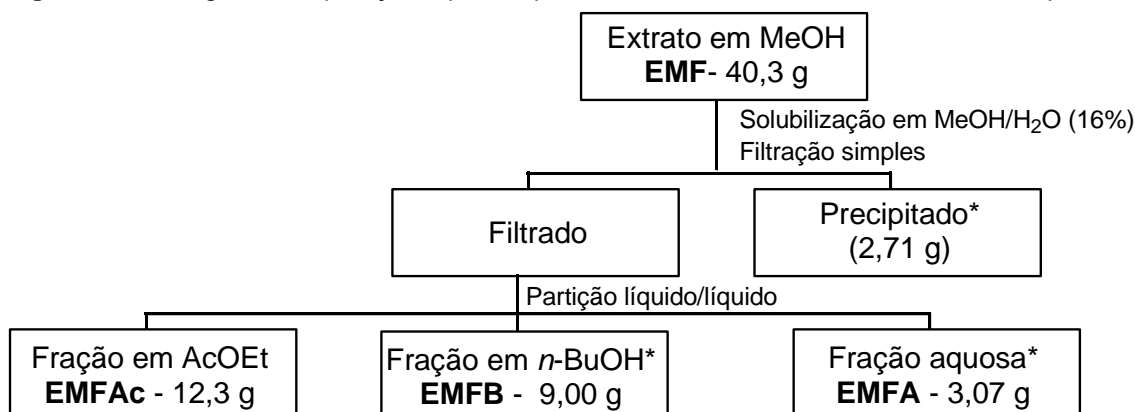 Extrato em MeOH
EMF- 40,3 g
Solubilização em MeOH/H₂O (16%)
Filtração simples
Filtrado
Precipitado*
(2,71 g)
Partição líquido/líquido
Fração em AcOEt
EMFAc - 12,3 g
Fração em n-BuOH*
EMFB - 9,00 g
Fração aquosa*
EMFA - 3,07 g